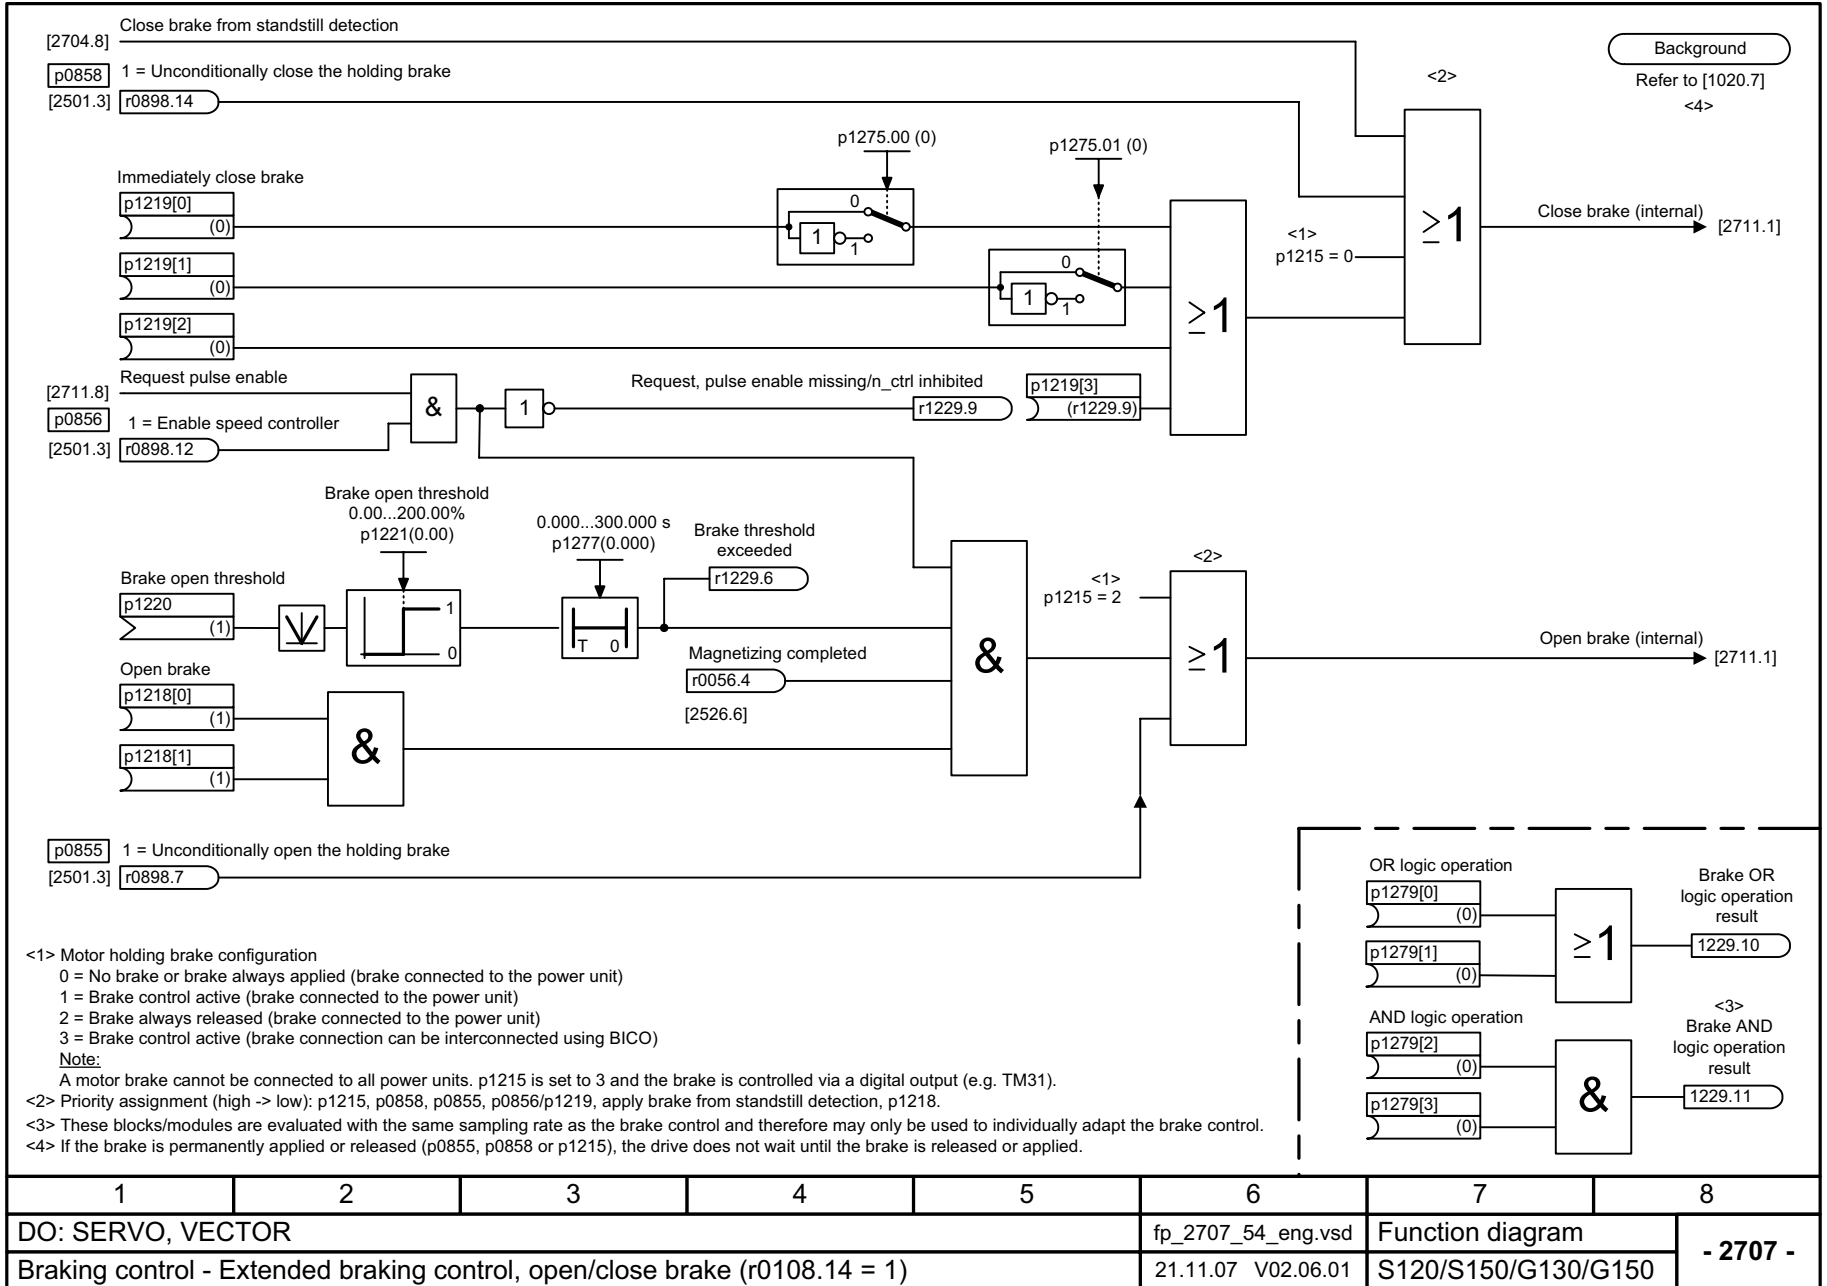 Close brake from standstill detection
[2704.8]
p0858 1 = Unconditionally close the holding brake
[2501.3] r0898.14
Background
Refer to [1020.7]
<4>
<2>
p1275.00 (0)
p1275.01 (0)
Immediately close brake
p1219[0]
(0)
0
1
1
p1219[1]
(0)
0
1
1
p1219[2]
(0)
≥1
<1>
p1215 = 0
≥1
Close brake (internal)
[2711.1]
Request pulse enable
[2711.8]
p0856 1 = Enable speed controller
[2501.3] r0898.12
&
1
Request, pulse enable missing/n_ctrl inhibited
r1229.9
p1219[3]
(r1229.9)
Brake open threshold
0.00...200.00%
p1221(0.00)
0.000...300.000 s
p1277(0.000)
Brake threshold
exceeded
r1229.6
Brake open threshold
p1220
(1)
1
0
T 0
Magnetizing completed
r0056.4
[2526.6]
Open brake
p1218[0]
(1)
p1218[1]
(1)
&
&
<2>
<1>
p1215 = 2
≥1
Open brake (internal)
[2711.1]
p0855 1 = Unconditionally open the holding brake
[2501.3] r0898.7
OR logic operation
p1279[0]
(0)
p1279[1]
(0)
≥1
Brake OR
logic operation
result
1229.10
AND logic operation
p1279[2]
(0)
p1279[3]
(0)
&
<3>
Brake AND
logic operation
result
1229.11
<1> Motor holding brake configuration
0 = No brake or brake always applied (brake connected to the power unit)
1 = Brake control active (brake connected to the power unit)
2 = Brake always released (brake connected to the power unit)
3 = Brake control active (brake connection can be interconnected using BICO)
Note:
A motor brake cannot be connected to all power units. p1215 is set to 3 and the brake is controlled via a digital output (e.g. TM31).
<2> Priority assignment (high -> low): p1215, p0858, p0855, p0856/p1219, apply brake from standstill detection, p1218.
<3> These blocks/modules are evaluated with the same sampling rate as the brake control and therefore may only be used to individually adapt the brake control.
<4> If the brake is permanently applied or released (p0855, p0858 or p1215), the drive does not wait until the brake is released or applied.
1 2 3 4 5 6 7 8
DO: SERVO, VECTOR
fp_2707_54_eng.vsd
Function diagram
- 2707 -
Braking control - Extended braking control, open/close brake (r0108.14 = 1)
21.11.07 V02.06.01
S120/S150/G130/G150